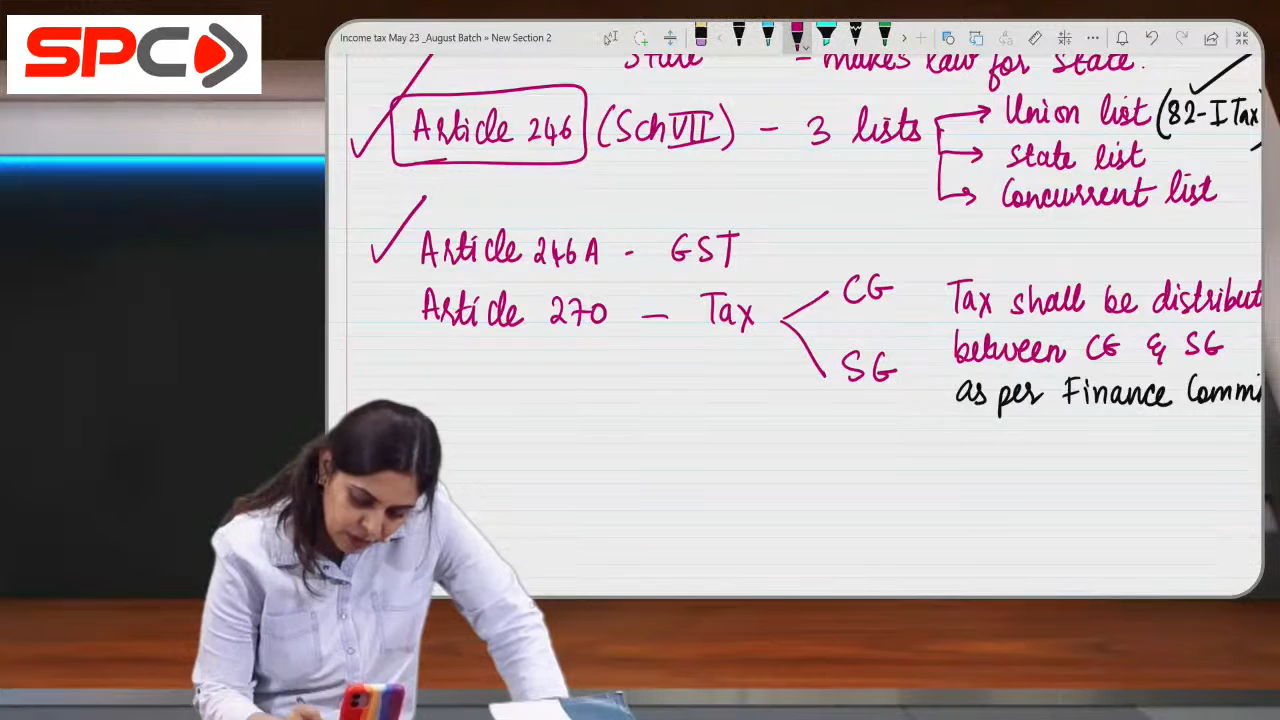 SPC
Income tax May 23 _August Batch » New Section 2
State - makes law for State.
Article 246 (Sch VII) - 3 lists → Union list (82-I Tax
→ State list
→ Concurrent list
Article 246A - GST
Article 270 - Tax CG Tax shall be distribut
SG between CG & SG
as per Finance Commi